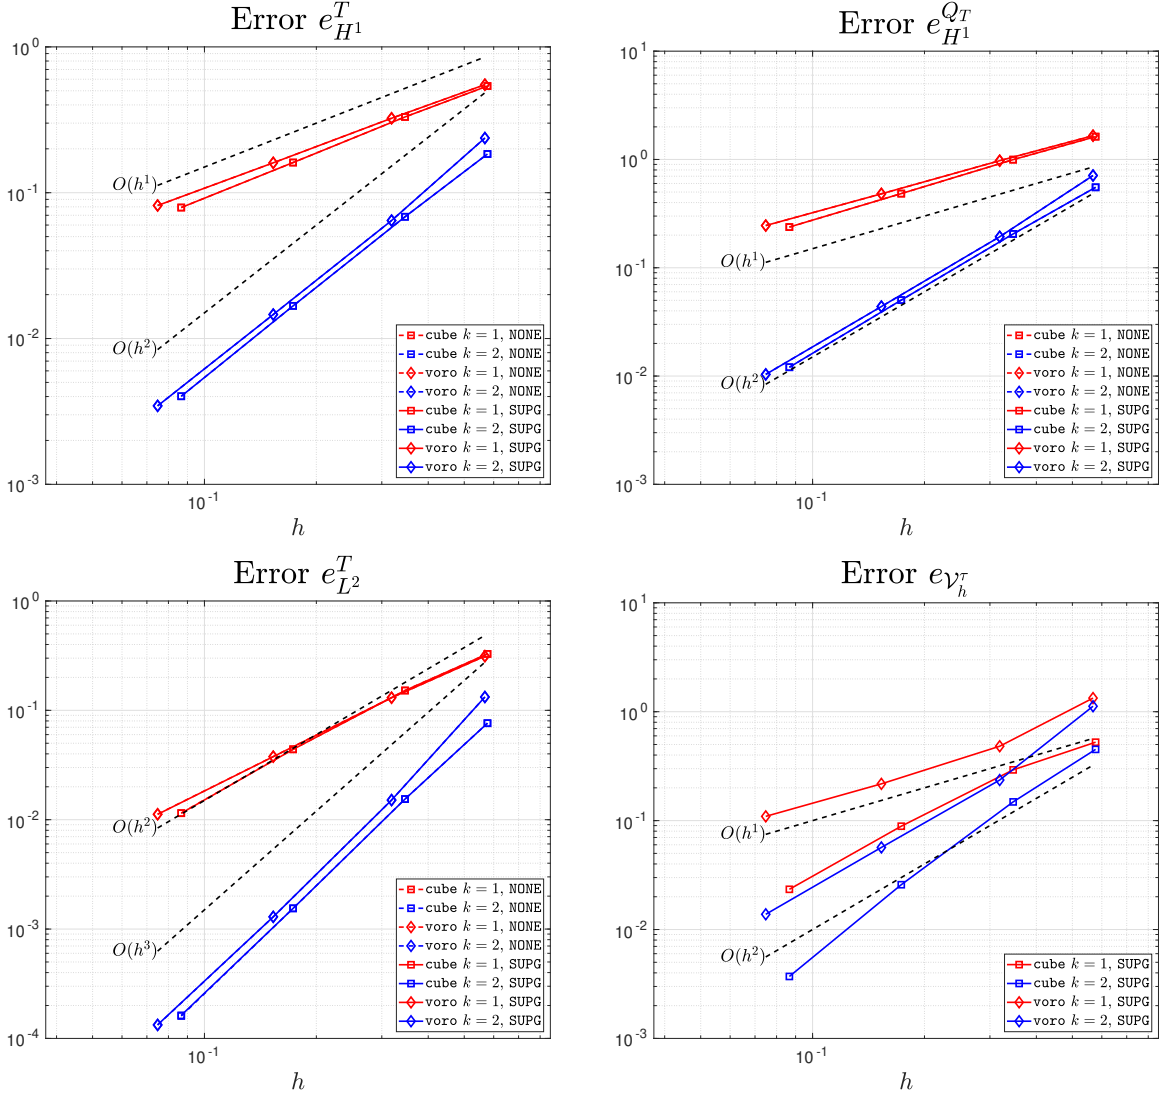 Error $e_{H^1}^{T}$
10^0
10^{-1}
10^{-2}
10^{-3}
O(h^1)
O(h^2)
cube k = 1, NONE
cube k = 2, NONE
voro k = 1, NONE
voro k = 2, NONE
cube k = 1, SUPG
cube k = 2, SUPG
voro k = 1, SUPG
voro k = 2, SUPG
10^{-1}
h
Error $e_{H^1}^{Q_T}$
10^1
10^0
10^{-1}
10^{-2}
10^{-3}
O(h^1)
O(h^2)
cube k = 1, NONE
cube k = 2, NONE
voro k = 1, NONE
voro k = 2, NONE
cube k = 1, SUPG
cube k = 2, SUPG
voro k = 1, SUPG
voro k = 2, SUPG
10^{-1}
h
Error $e_{L^2}^{T}$
10^0
10^{-1}
10^{-2}
10^{-3}
10^{-4}
O(h^2)
O(h^3)
cube k = 1, NONE
cube k = 2, NONE
voro k = 1, NONE
voro k = 2, NONE
cube k = 1, SUPG
cube k = 2, SUPG
voro k = 1, SUPG
voro k = 2, SUPG
10^{-1}
h
Error $e_{\mathcal{V}_h^{\tau}}$
10^1
10^0
10^{-1}
10^{-2}
10^{-3}
O(h^1)
O(h^2)
cube k = 1, SUPG
cube k = 2, SUPG
voro k = 1, SUPG
voro k = 2, SUPG
10^{-1}
h